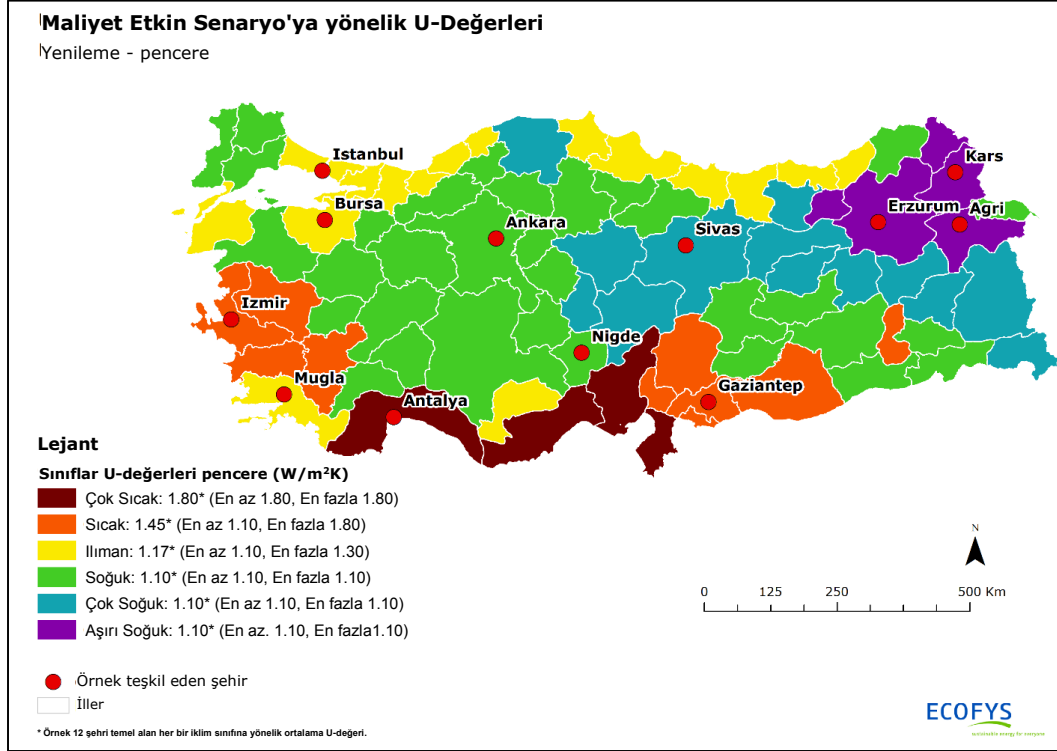 Maliyet Etkin Senaryo'ya yönelik U-Değerleri
Yenileme - pencere
Istanbul
Kars
Bursa
Erzurum
Agri
Ankara
Sivas
Izmir
Nigde
Mugla
Antalya
Gaziantep
Lejant
Sınıflar U-değerleri pencere (W/m²K)
Çok Sıcak: 1.80* (En az 1.80, En fazla 1.80)
Sıcak: 1.45* (En az 1.10, En fazla 1.80)
Ilıman: 1.17* (En az 1.10, En fazla 1.30)
Soğuk: 1.10* (En az 1.10, En fazla 1.10)
Çok Soğuk: 1.10* (En az 1.10, En fazla 1.10)
Aşırı Soğuk: 1.10* (En az. 1.10, En fazla1.10)
N
0 125 250 500 Km
Örnek teşkil eden şehir
İller
* Örnek 12 şehri temel alan her bir iklim sınıfına yönelik ortalama U-değeri.
ECOFYS
sustainable energy for everyone